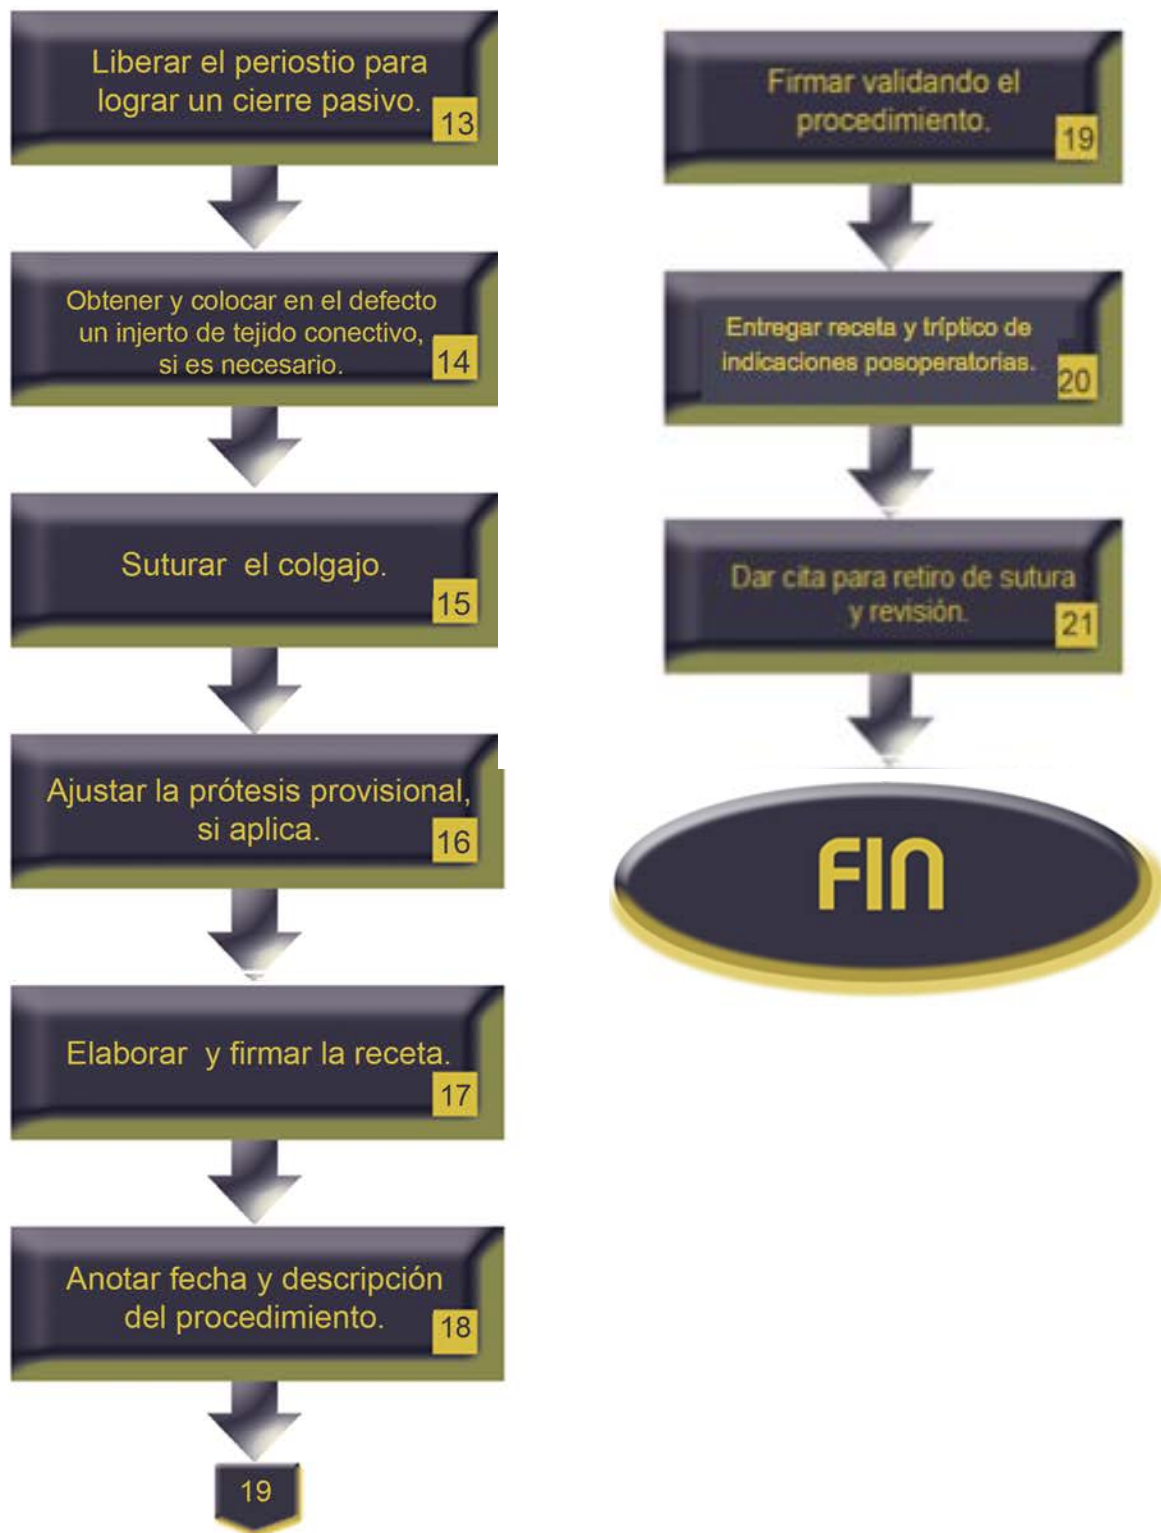 Liberar el periostio para
lograr un cierre pasivo.
13
Obtener y colocar en el defecto
un injerto de tejido conectivo,
si es necesario.
14
Suturar el colgajo.
15
Ajustar la prótesis provisional,
si aplica.
16
Elaborar y firmar la receta.
17
Anotar fecha y descripción
del procedimiento.
18
19
Firmar validando el
procedimiento.
19
Entregar receta y tríptico de
indicaciones posoperatorias.
20
Dar cita para retiro de sutura
y revisión.
21
FIN